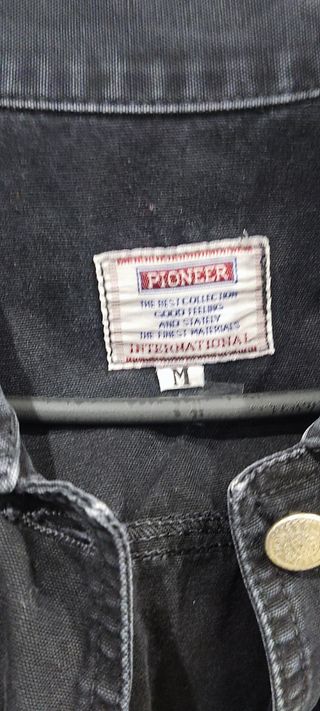 PIONEER
THE BEST COLLECTION
GOOD FEELING
AND STATELY
THE FINEST MATERIALS
INTERNATIONAL
M